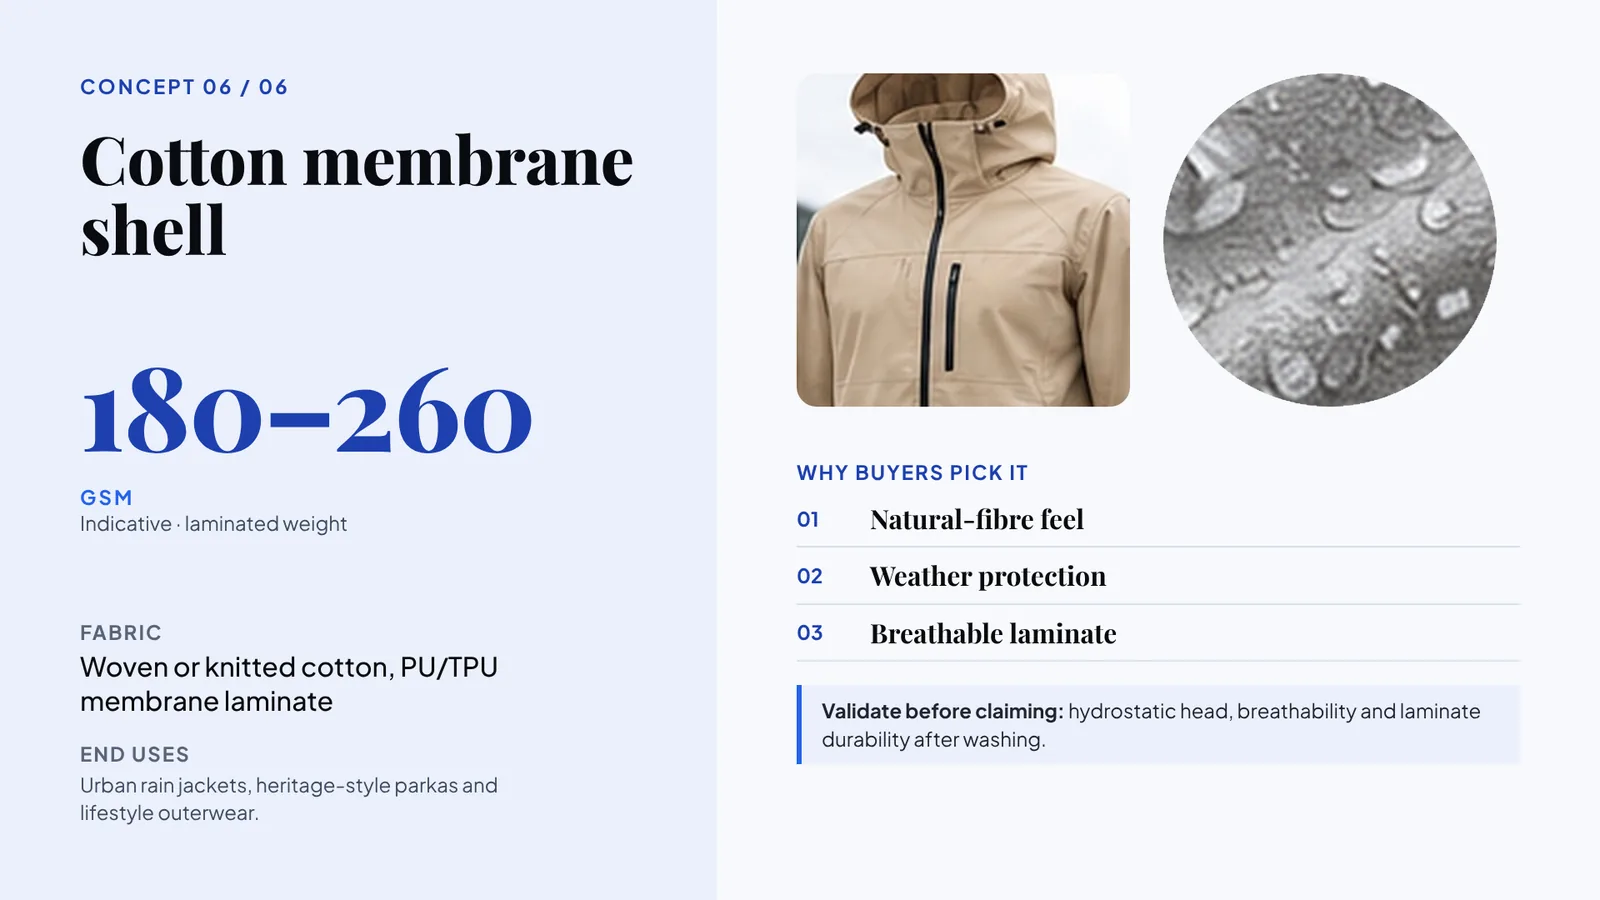 CONCEPT 06 / 06
Cotton membrane
shell
180–260
GSM
Indicative · laminated weight
FABRIC
Woven or knitted cotton, PU/TPU
membrane laminate
END USES
Urban rain jackets, heritage-style parkas and
lifestyle outerwear.
WHY BUYERS PICK IT
01 Natural-fibre feel
02 Weather protection
03 Breathable laminate
Validate before claiming: hydrostatic head, breathability and laminate
durability after washing.